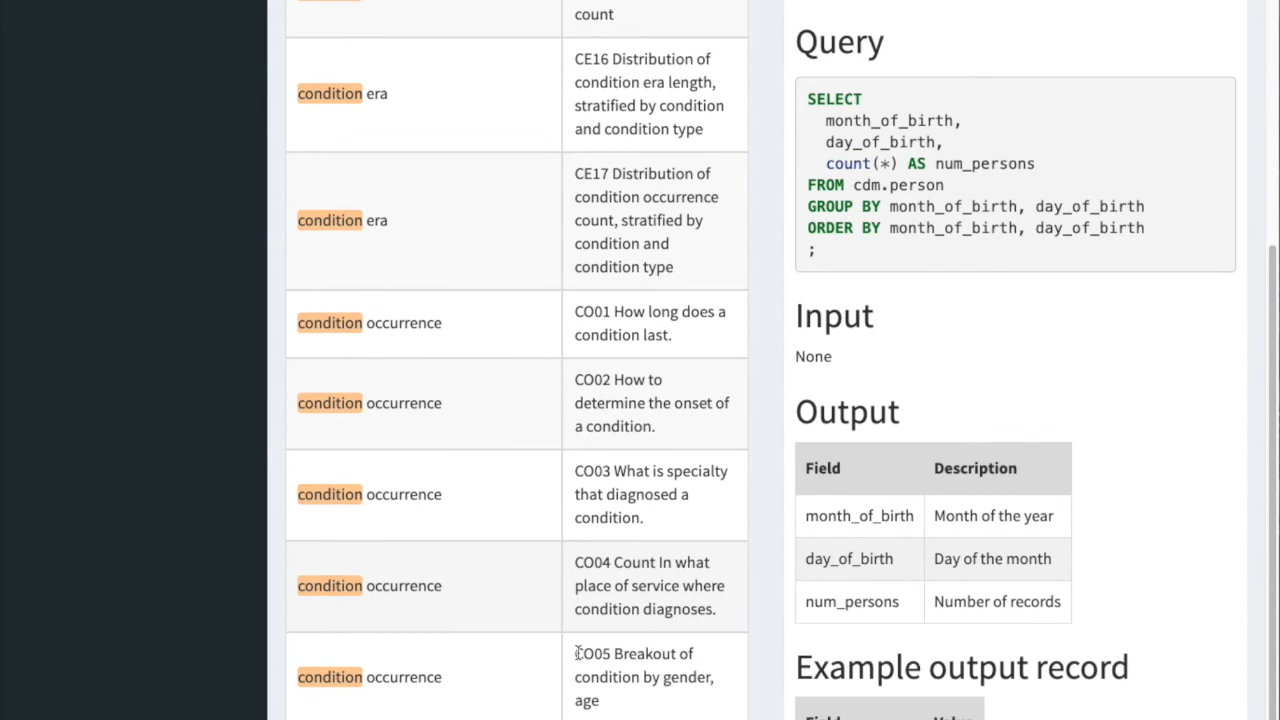 count
condition era
CE16 Distribution of
condition era length,
stratified by condition
and condition type
condition era
CE17 Distribution of
condition occurrence
count, stratified by
condition and
condition type
condition occurrence
CO01 How long does a
condition last.
condition occurrence
CO02 How to
determine the onset of
a condition.
condition occurrence
CO03 What is specialty
that diagnosed a
condition.
condition occurrence
CO04 Count In what
place of service where
condition diagnoses.
condition occurrence
CO05 Breakout of
condition by gender,
age
Query
SELECT
month_of_birth,
day_of_birth,
count(*) AS num_persons
FROM cdm.person
GROUP BY month_of_birth, day_of_birth
ORDER BY month_of_birth, day_of_birth
;
Input
None
Output
Field Description
month_of_birth Month of the year
day_of_birth Day of the month
num_persons Number of records
Example output record
Field Value